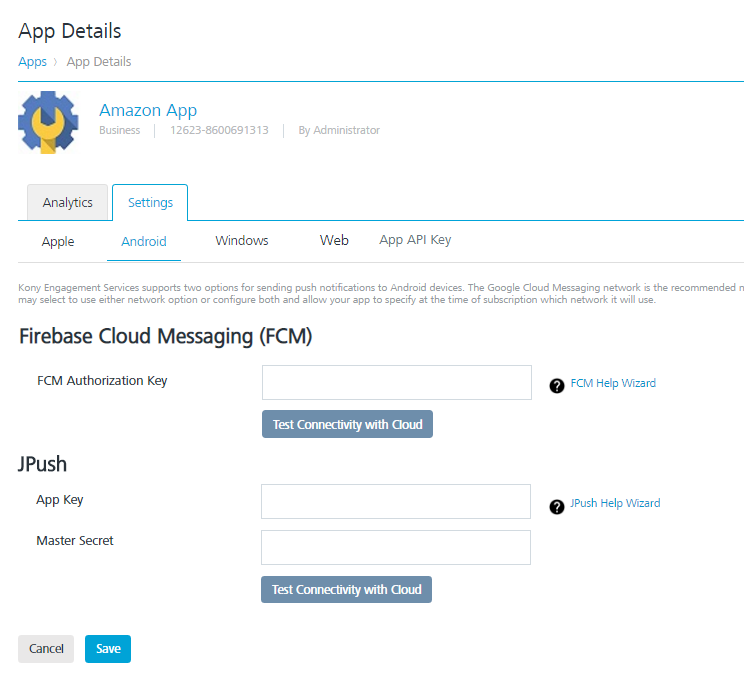 App Details
Apps > App Details
Amazon App
Business 12623-8600691313 By Administrator
Analytics Settings
Apple Android Windows Web App API Key
Kony Engagement Services supports two options for sending push notifications to Android devices. The Google Cloud Messaging network is the recommended
may select to use either network option or configure both and allow your app to specify at the time of subscription which network it will use.
Firebase Cloud Messaging (FCM)
FCM Authorization Key ? FCM Help Wizard
Test Connectivity with Cloud
JPush
App Key ? JPush Help Wizard
Master Secret
Test Connectivity with Cloud
Cancel Save